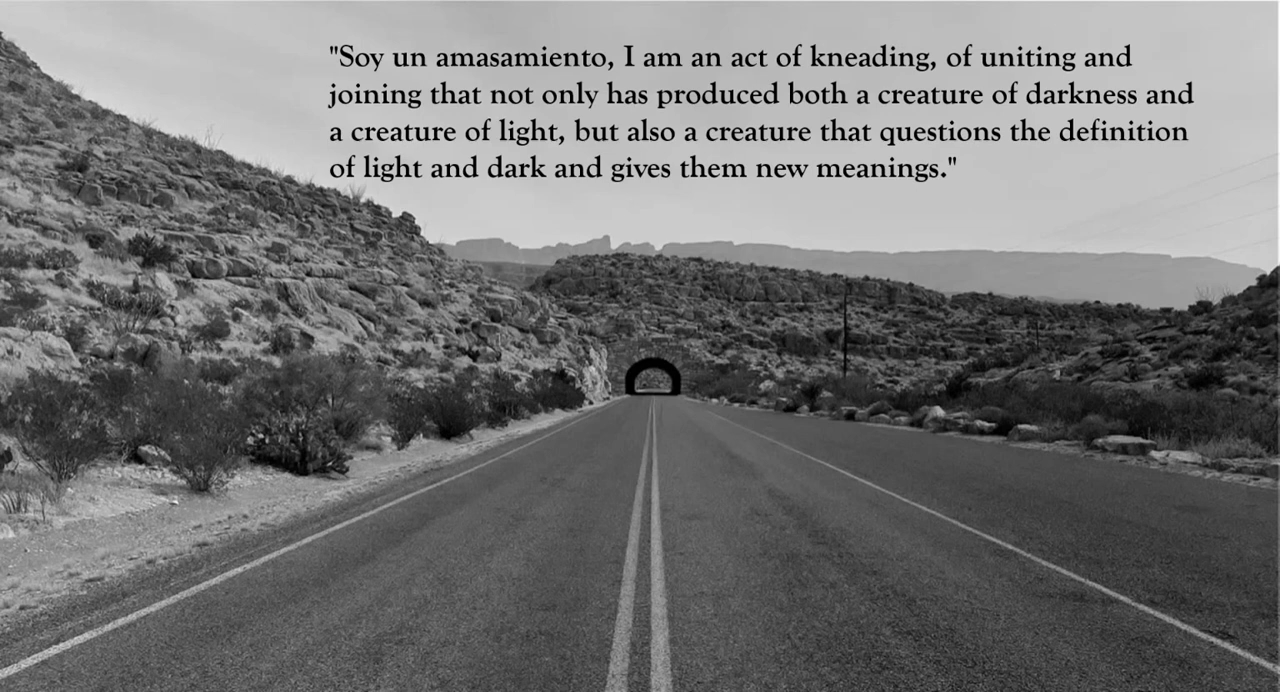 "Soy un amasamiento, I am an act of kneading, of uniting and
joining that not only has produced both a creature of darkness and
a creature of light, but also a creature that questions the definition
of light and dark and gives them new meanings."